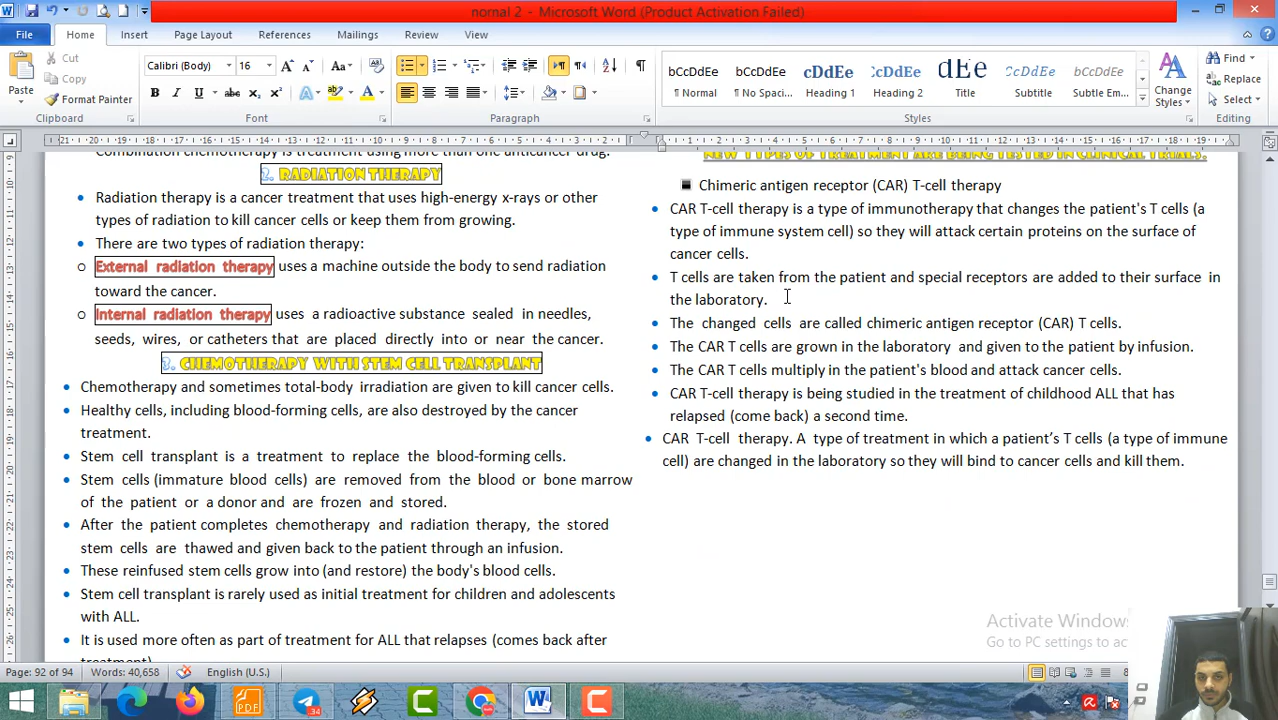 nornal 2 - Microsoft Word (Product Activation Failed)
File Home Insert Page Layout References Mailings Review View
Paste
Cut
Copy
Format Painter
Clipboard
Calibri (Body) 16
Font
Paragraph
bCcDdEe bCcDdEe cDdEe bCcDdEe dEe CcDdEe bCcDdEe
¶ Normal ¶ No Spaci... Heading 1 Heading 2 Title Subtitle Subtle Em...
Styles
Change Styles
Find
Replace
Select
Editing
Combination chemotherapy is treatment using more than one anticancer drug.
2. RADIATION THERAPY
Radiation therapy is a cancer treatment that uses high-energy x-rays or other
types of radiation to kill cancer cells or keep them from growing.
There are two types of radiation therapy:
External radiation therapy uses a machine outside the body to send radiation
toward the cancer.
Internal radiation therapy uses a radioactive substance sealed in needles,
seeds, wires, or catheters that are placed directly into or near the cancer.
3. CHEMOTHERAPY WITH STEM CELL TRANSPLANT
Chemotherapy and sometimes total-body irradiation are given to kill cancer cells.
Healthy cells, including blood-forming cells, are also destroyed by the cancer
treatment.
Stem cell transplant is a treatment to replace the blood-forming cells.
Stem cells (immature blood cells) are removed from the blood or bone marrow
of the patient or a donor and are frozen and stored.
After the patient completes chemotherapy and radiation therapy, the stored
stem cells are thawed and given back to the patient through an infusion.
These reinfused stem cells grow into (and restore) the body's blood cells.
Stem cell transplant is rarely used as initial treatment for children and adolescents
with ALL.
It is used more often as part of treatment for ALL that relapses (comes back after
treatment)
NEW TYPES OF TREATMENT ARE BEING TESTED IN CLINICAL TRIALS.
Chimeric antigen receptor (CAR) T-cell therapy
CAR T-cell therapy is a type of immunotherapy that changes the patient's T cells (a
type of immune system cell) so they will attack certain proteins on the surface of
cancer cells.
T cells are taken from the patient and special receptors are added to their surface in
the laboratory.
The changed cells are called chimeric antigen receptor (CAR) T cells.
The CAR T cells are grown in the laboratory and given to the patient by infusion.
The CAR T cells multiply in the patient's blood and attack cancer cells.
CAR T-cell therapy is being studied in the treatment of childhood ALL that has
relapsed (come back) a second time.
CAR T-cell therapy. A type of treatment in which a patient’s T cells (a type of immune
cell) are changed in the laboratory so they will bind to cancer cells and kill them.
Activate Windows
Go to PC settings to ac
Page: 92 of 94 Words: 40,658 English (U.S.)